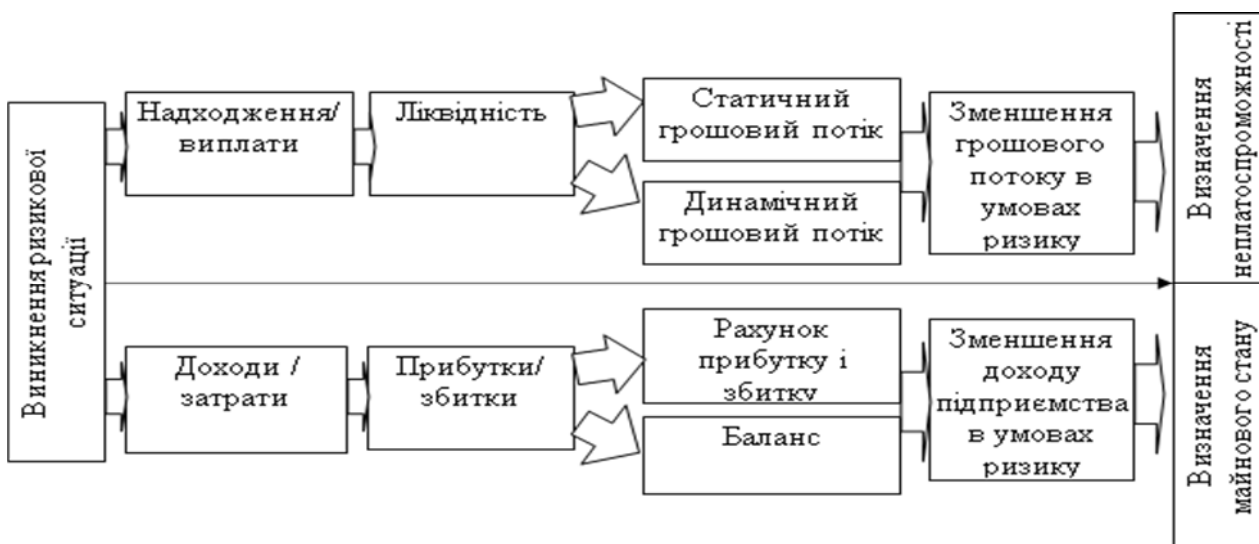 Виникнення ризикової
ситуації
Надходження/
виплати
Ліквідність
Статичний
грошовий потік
Динамічний
грошовий потік
Зменшення
грошового
потоку в
умовах
ризику
Визначення
неплатоспроможності
Доходи /
затрати
Прибутки/
збитки
Рахунок
прибутку і
збитку
Баланс
Зменшення
доходу
підприємства
в умовах
ризику
Визначення
майнового стану